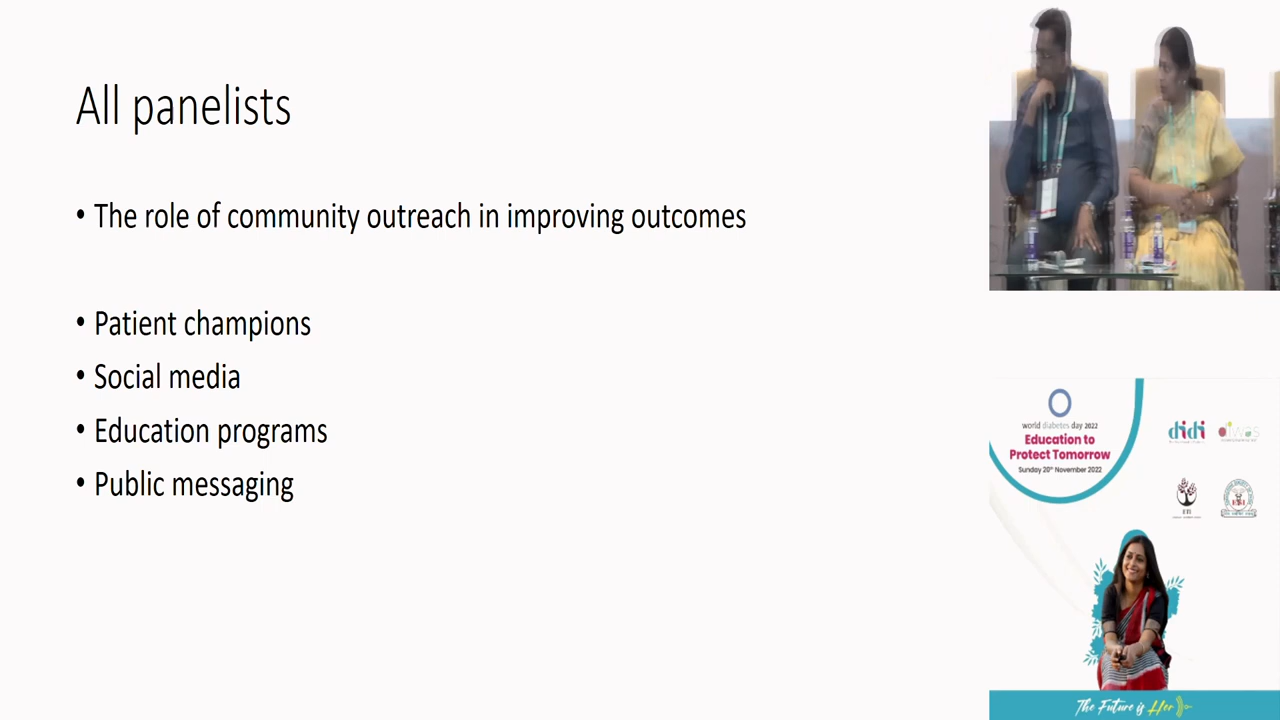 All panelists
• The role of community outreach in improving outcomes
• Patient champions
• Social media
• Education programs
• Public messaging
world diabetes day 2022
Education to
Protect Tomorrow
Sunday 20th November 2022
didi
The Future is Her